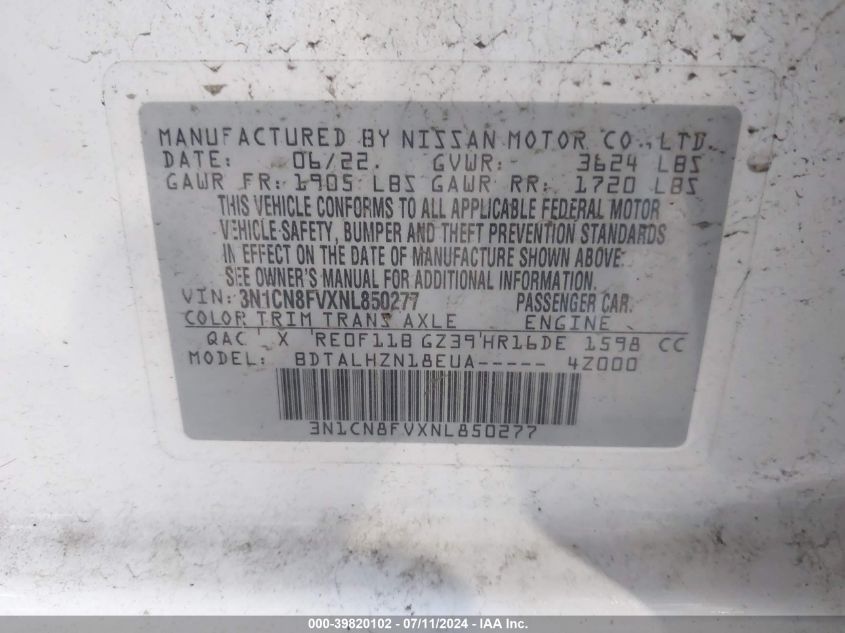 MANUFACTURED BY NISSAN MOTOR CO., LTD.
DATE: 06/22. GVWR: 3624 LBS
GAWR FR: 1905 LBS GAWR RR: 1720 LBS
THIS VEHICLE CONFORMS TO ALL APPLICABLE FEDERAL MOTOR
VEHICLE SAFETY, BUMPER AND THEFT PREVENTION STANDARDS
IN EFFECT ON THE DATE OF MANUFACTURE SHOWN ABOVE.
SEE OWNER'S MANUAL FOR ADDITIONAL INFORMATION.
VIN: 3N1CN8FVXNL850277 PASSENGER CAR.
COLOR TRIM TRANS AXLE ENGINE
QAC X RE0F11B GZ39 HR16DE 1598 CC
MODEL: BDTALHZN18EUA----- 4Z000
3N1CN8FVXNL850277
000-39820102 - 07/11/2024 - IAA Inc.